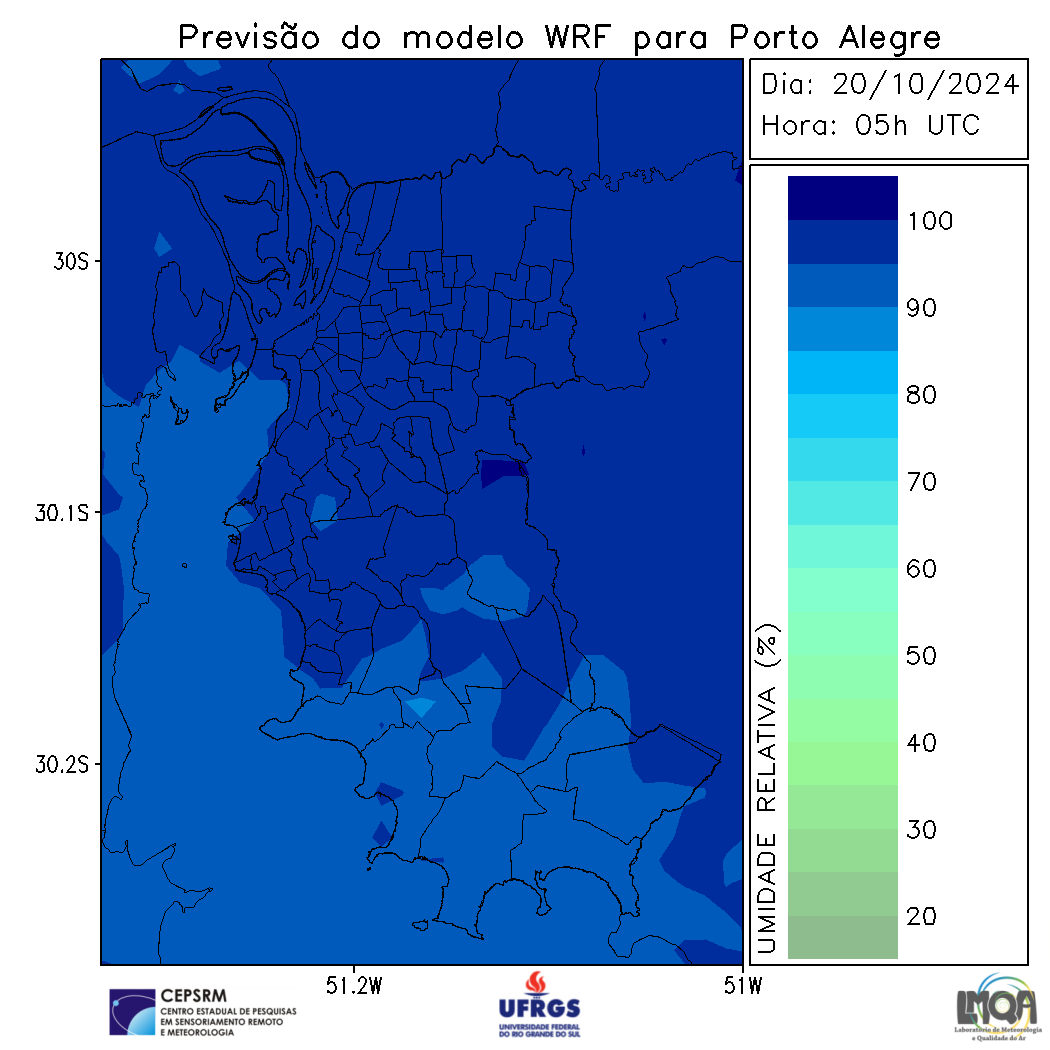 Previsão do modelo WRF para Porto Alegre
Dia: 20/10/2024
Hora: 05h UTC
30S
30.1S
30.2S
51.2W
51W
100
90
80
70
60
50
40
30
20
UMIDADE RELATIVA (%)
CEPSRM
CENTRO ESTADUAL DE PESQUISAS
EM SENSORIAMENTO REMOTO
E METEOROLOGIA
UFRGS
UNIVERSIDADE FEDERAL
DO RIO GRANDE DO SUL
LMQA
Laboratório de Meteorologia
e Qualidade do Ar